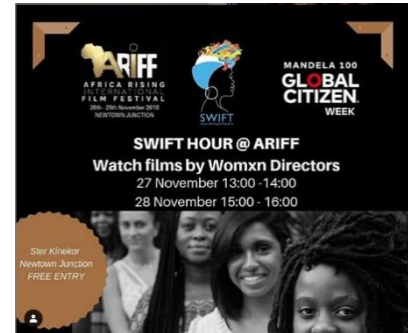 ARIFF
AFRICA RISING
INTERNATIONAL
FILM FESTIVAL
26th - 29th November 2018
NEWTOWN JUNCTION
SWIFT
MANDELA 100
GLOBAL
CITIZEN
WEEK
SWIFT HOUR @ ARIFF
Watch films by Womxn Directors
27 November 13:00 -14:00
28 November 15:00 - 16:00
Ster Kinekor
Newtown Junction
FREE ENTRY